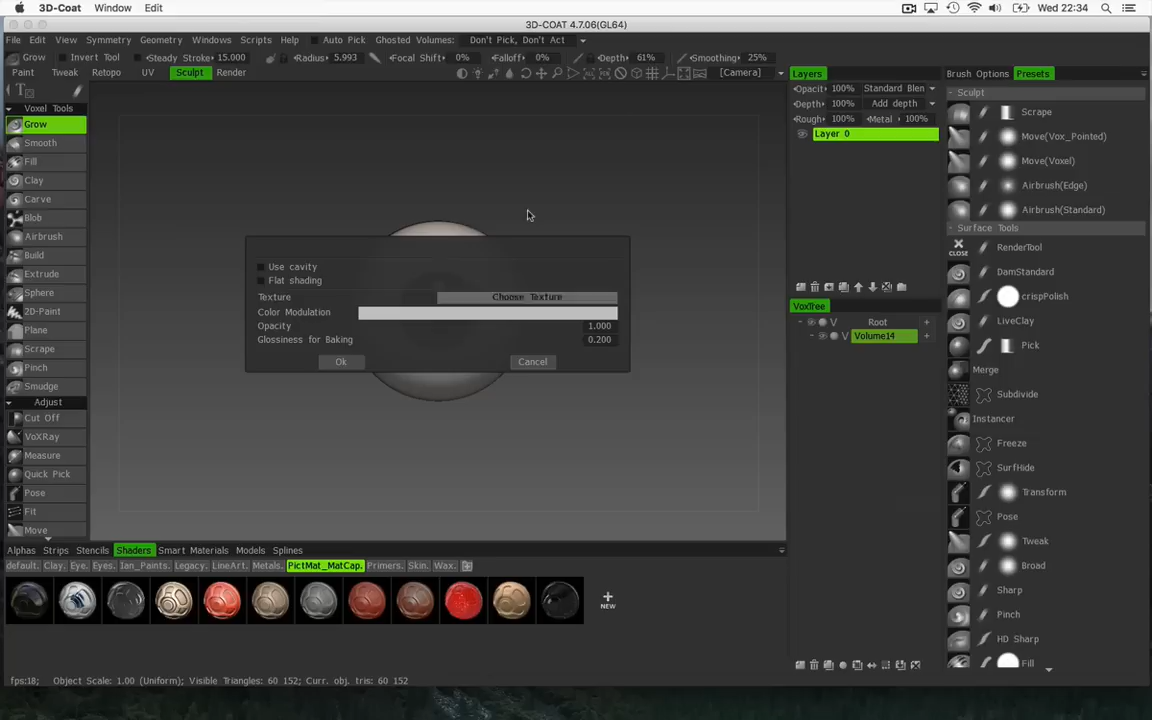 3D-Coat Window Edit Wed 22:34
3D-COAT 4.7.06(GL64)
File Edit View Symmetry Geometry Windows Scripts Help Auto Pick Ghosted Volumes: Don't Pick, Don't Act
Grow Invert Tool Steady Stroke: 15.000 Radius: 5.993 Focal Shift: 0% Falloff: 0% Depth: 61% Smoothing: 25%
Paint Tweak Retopo UV Sculpt Render [Camera]
Voxel Tools
Grow
Smooth
Fill
Clay
Carve
Blob
Airbrush
Build
Extrude
Sphere
2D-Paint
Plane
Scrape
Pinch
Smudge
Adjust
Cut Off
VoXRay
Measure
Quick Pick
Pose
Fit
Move
Use cavity
Flat shading
Texture Choose Texture
Color Modulation
Opacity 1.000
Glossiness for Baking 0.200
Ok Cancel
Alphas Strips Stencils Shaders Smart Materials Models Splines
default. Clay. Eye. Eyes. Ian_Paints. Legacy. LineArt. Metals. PictMat_MatCap. Primers. Skin. Wax.
NEW
fps:18; Object Scale: 1.00 (Uniform); Visible Triangles: 60 152; Curr. obj. tris: 60 152
Layers
Opacit 100% Standard Blen
Depth: 100% Add depth
Rough: 100% Metal 100%
Layer 0
VoxTree
V Root +
V Volume14 +
Brush Options Presets
Sculpt
Scrape
Move(Vox_Pointed)
Move(Voxel)
Airbrush(Edge)
Airbrush(Standard)
Surface Tools
CLOSE RenderTool
DamStandard
crispPolish
LiveClay
Pick
Merge
Subdivide
Instancer
Freeze
SurfHide
Transform
Pose
Tweak
Broad
Sharp
Pinch
HD Sharp
Fill